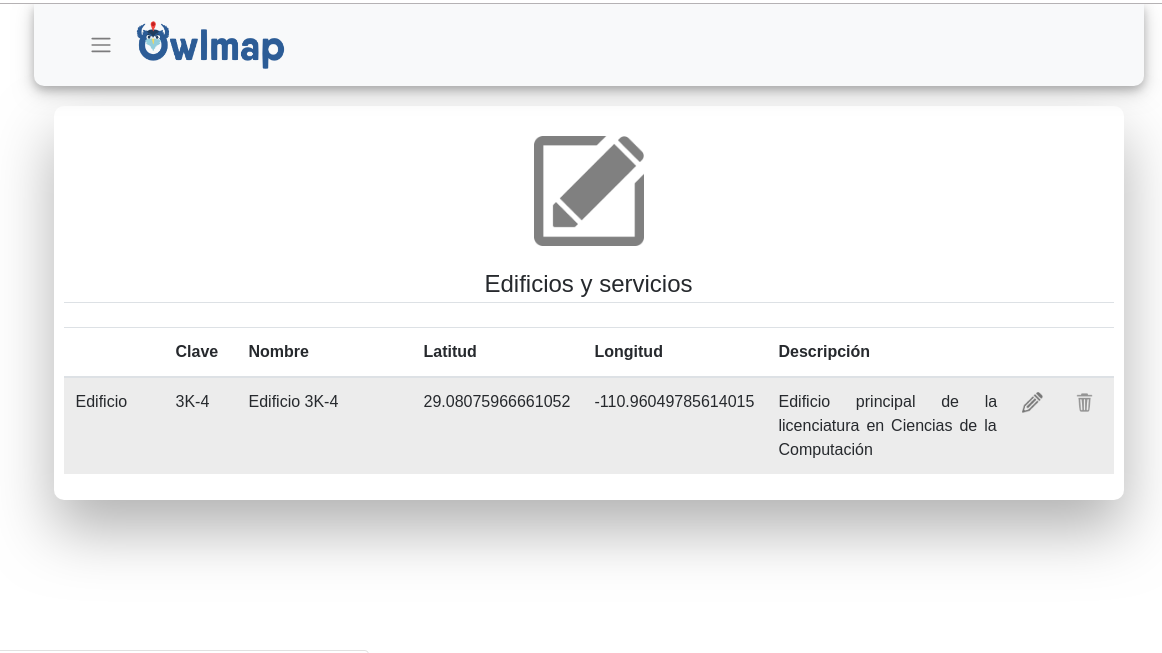 Owlmap
Edificios y servicios
Clave Nombre Latitud Longitud Descripción
Edificio 3K-4 Edificio 3K-4 29.08075966661052 -110.96049785614015 Edificio principal de la
licenciatura en Ciencias de la
Computación